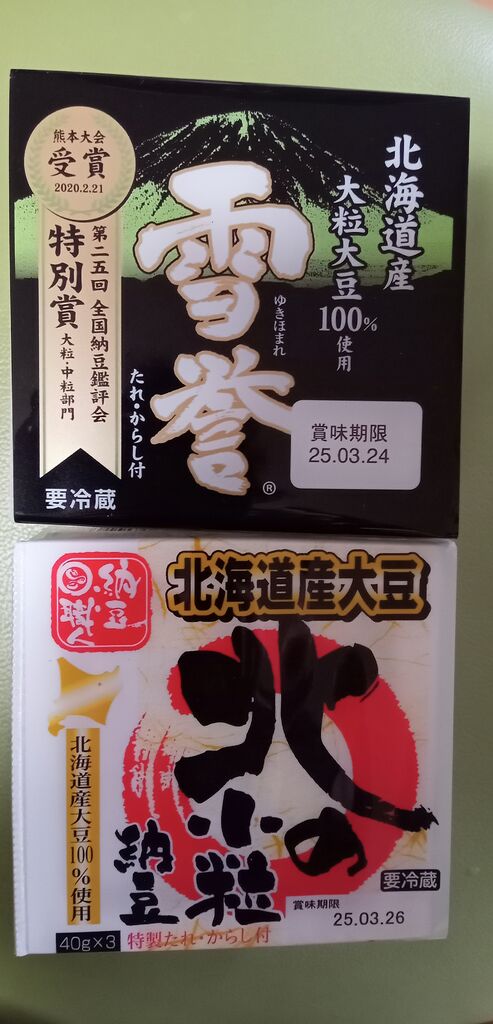 熊本大会
受賞
2020.2.21
第二五回 全国納豆鑑評会
特別賞
大粒・中粒部門
要冷蔵
北海道産
大粒大豆
100%
使用
雪誉
ゆきほまれ
®
たれ・からし付
賞味期限
25.03.24
納豆
職人
北海道産大豆
北海道産大豆100%使用
北の
小粒
納豆
要冷蔵
賞味期限
25.03.26
40g×3
特製たれ・からし付